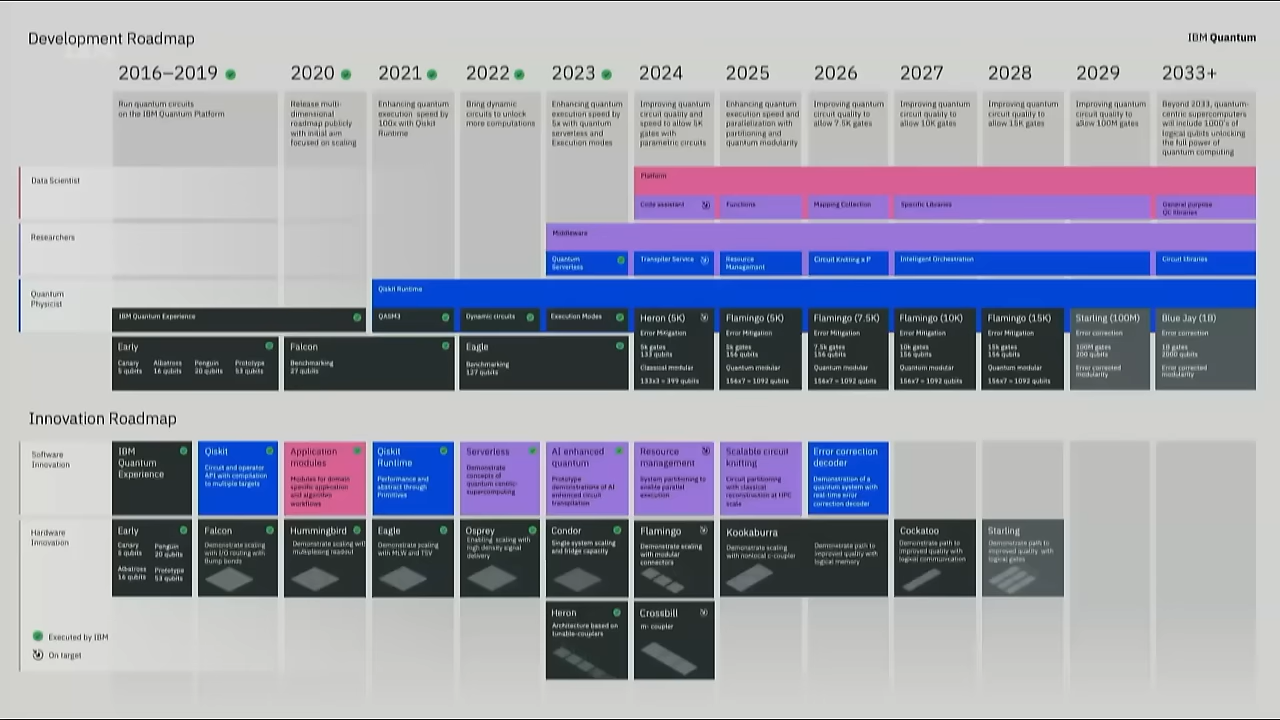 Development Roadmap
IBM Quantum
2016–2019
2020
2021
2022
2023
2024
2025
2026
2027
2028
2029
2033+
Run quantum circuits
on the IBM Quantum Platform
Release multi-
dimensional
roadmap publicly
with initial aim
focused on scaling
Enhancing quantum
execution speed by
100x with Qiskit
Runtime
Bring dynamic
circuits to unlock
more computations
Enhancing quantum
execution speed by
5x with quantum
serverless and
Execution modes
Improving quantum
circuit quality and
speed to allow 5K
gates with
parametric circuits
Enhancing quantum
execution speed and
parallelization with
partitioning and
quantum modularity
Improving quantum
circuit quality to
allow 7.5K gates
Improving quantum
circuit quality to
allow 10K gates
Improving quantum
circuit quality to
allow 15K gates
Improving quantum
circuit quality to
allow 100M gates
Beyond 2033, quantum-
centric supercomputers
will include 1000's of
logical qubits unlocking
the full power of
quantum computing
Data Scientist
Platform
Code assistant
Functions
Mapping Collection
Specific Libraries
General purpose
QC libraries
Researchers
Middleware
Quantum
Serverless
Transpiler Service
Resource
Management
Circuit Knitting x P
Intelligent Orchestration
Circuit libraries
Quantum
Physicist
Qiskit Runtime
IBM Quantum Experience
QASM3
Dynamic circuits
Execution Modes
Early
Canary
5 qubits
Albatross
16 qubits
Penguin
20 qubits
Prototype
53 qubits
Falcon
Benchmarking
27 qubits
Eagle
Benchmarking
127 qubits
Heron (5K)
Error Mitigation
5k gates
133 qubits
Classical modular
133x3 = 399 qubits
Flamingo (5K)
Error Mitigation
5k gates
156 qubits
Quantum modular
156x7 = 1092 qubits
Flamingo (7.5K)
Error Mitigation
7.5k gates
156 qubits
Quantum modular
156x7 = 1092 qubits
Flamingo (10K)
Error Mitigation
10k gates
156 qubits
Quantum modular
156x7 = 1092 qubits
Flamingo (15K)
Error Mitigation
15k gates
156 qubits
Quantum modular
156x7 = 1092 qubits
Starling (100M)
Error correction
100M gates
200 qubits
Error corrected
modularity
Blue Jay (1B)
Error correction
1B gates
2000 qubits
Error corrected
modularity
Innovation Roadmap
Software
Innovation
IBM
Quantum
Experience
Qiskit
Circuit and operator
API with compilation
to multiple targets
Application
modules
Modules for domain
specific application
and algorithm
workflows
Qiskit
Runtime
Performance and
abstract through
Primitives
Serverless
Demonstrate
concepts of
quantum centric-
supercomputing
AI enhanced
quantum
Prototype
demonstrations of AI
enhanced circuit
transpilation
Resource
management
System partitioning to
enable parallel
execution
Scalable circuit
knitting
Circuit partitioning
with classical
reconstruction at HPC
scale
Error correction
decoder
Demonstration of a
quantum system with
real-time error
correction decoder
Hardware
Innovation
Early
Canary
5 qubits
Penguin
20 qubits
Albatross
16 qubits
Prototype
53 qubits
Falcon
Demonstrate scaling
with I/O routing with
Bump bonds
Hummingbird
Demonstrate scaling with
multiplexing readout
Eagle
Demonstrate scaling
with MLW and TSV
Osprey
Enabling scaling with
high density signal
delivery
Condor
Single system scaling
and fridge capacity
Flamingo
Demonstrate scaling
with modular
connectors
Kookaburra
Demonstrate scaling
with nonlocal c-coupler
Demonstrate path to
improved quality with
logical memory
Cockatoo
Demonstrate path to
improved quality with
logical communication
Starling
Demonstrate path to
improved quality with
logical gates
Heron
Architecture based on
tunable-couplers
Crossbill
m- coupler
Executed by IBM
On target